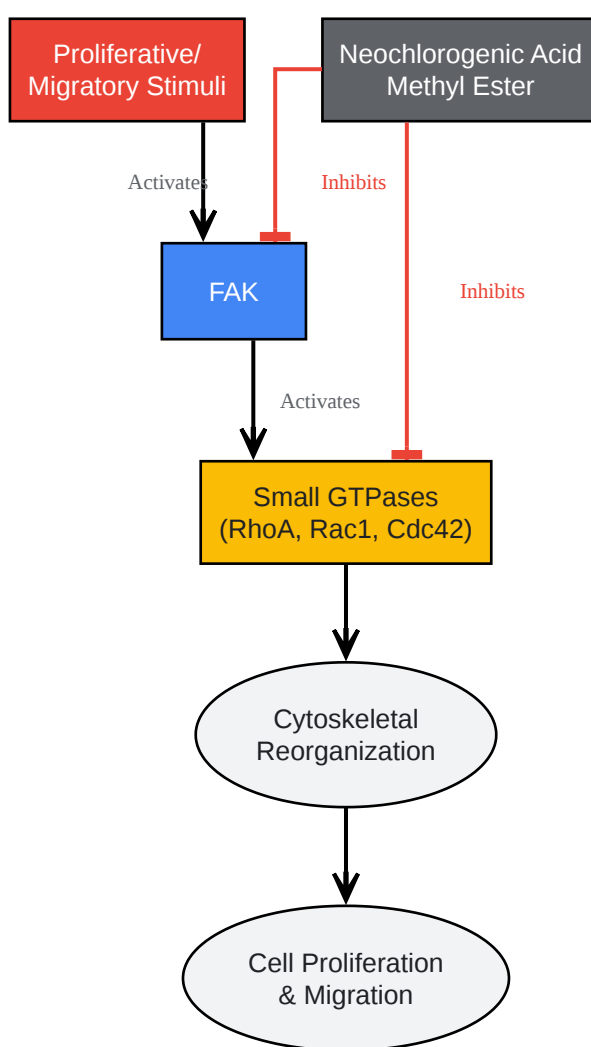 Proliferative/
Migratory Stimuli
Neochlorogenic Acid
Methyl Ester
Activates
Inhibits
FAK
Inhibits
Activates
Small GTPases
(RhoA, Rac1, Cdc42)
Cytoskeletal
Reorganization
Cell Proliferation
& Migration